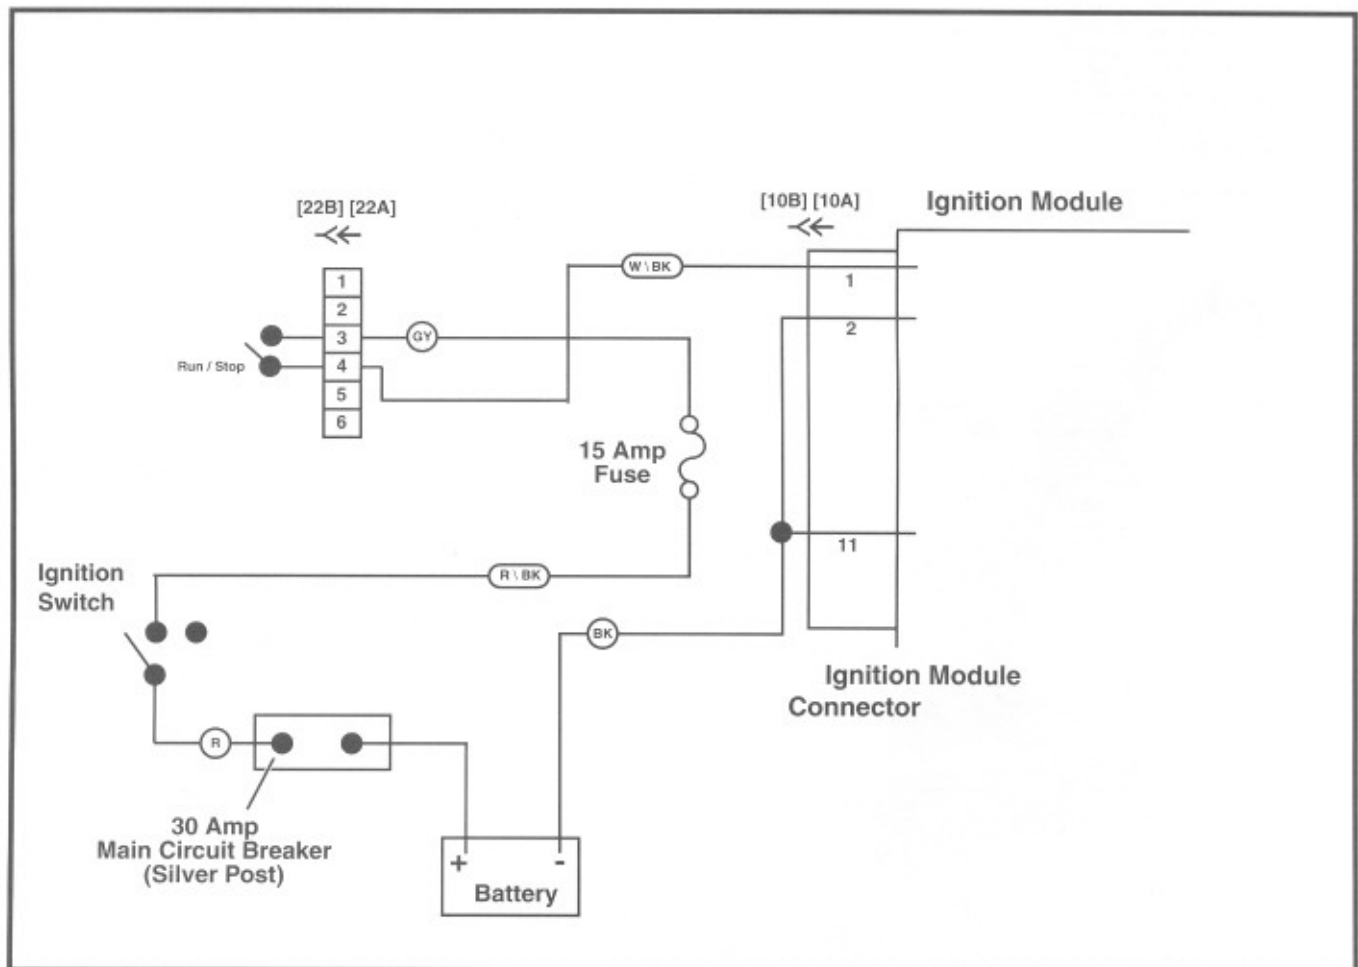 [22B] [22A]
[10B] [10A]
Ignition Module
1
2
3
4
5
6
GY
W \ BK
1
2
11
Run / Stop
15 Amp
Fuse
Ignition
Switch
R \ BK
BK
Ignition Module
Connector
R
30 Amp
Main Circuit Breaker
(Silver Post)
+
-
Battery